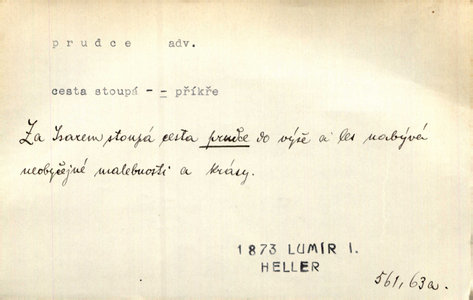 prudce adv.
cesta stoupá -- příkře
Za Isarem stoupá cesta prudce do výše a les nabývá
neobyčejné malebnosti a krásy.
1873 LUMÍR I.
HELLER
561, 63a.